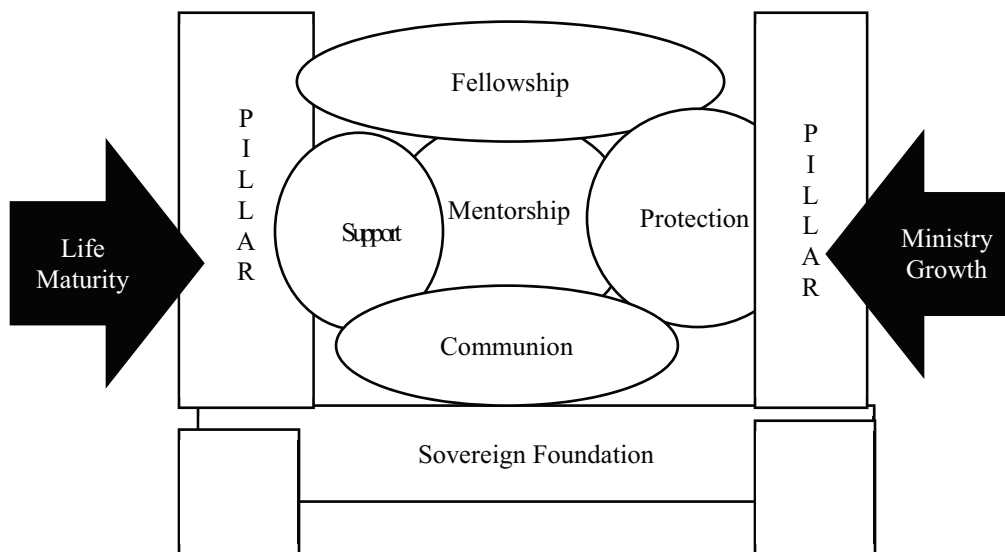 Fellowship
P
I
L
L
A
R
P
I
L
L
A
R
Support
Mentorship
Protection
Life
Maturity
Ministry
Growth
Communion
Sovereign Foundation